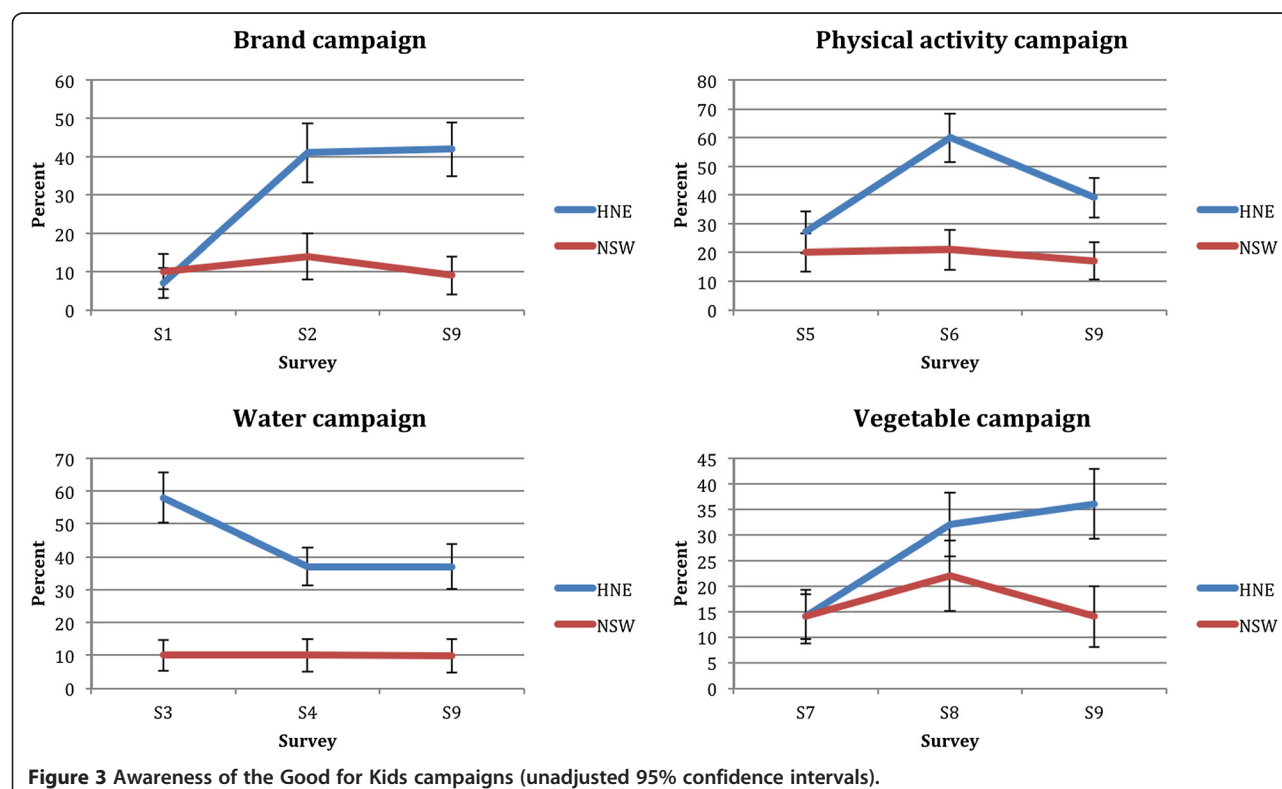 Brand campaign
60
50
40
30
20
10
0
Percent
S1 S2 S9
Survey
HNE
NSW
Physical activity campaign
80
70
60
50
40
30
20
10
0
Percent
S5 S6 S9
Survey
HNE
NSW
Water campaign
70
60
50
40
30
20
10
0
Percent
S3 S4 S9
Survey
HNE
NSW
Vegetable campaign
45
40
35
30
25
20
15
10
5
0
Percent
S7 S8 S9
Survey
HNE
NSW
Figure 3 Awareness of the Good for Kids campaigns (unadjusted 95% confidence intervals).